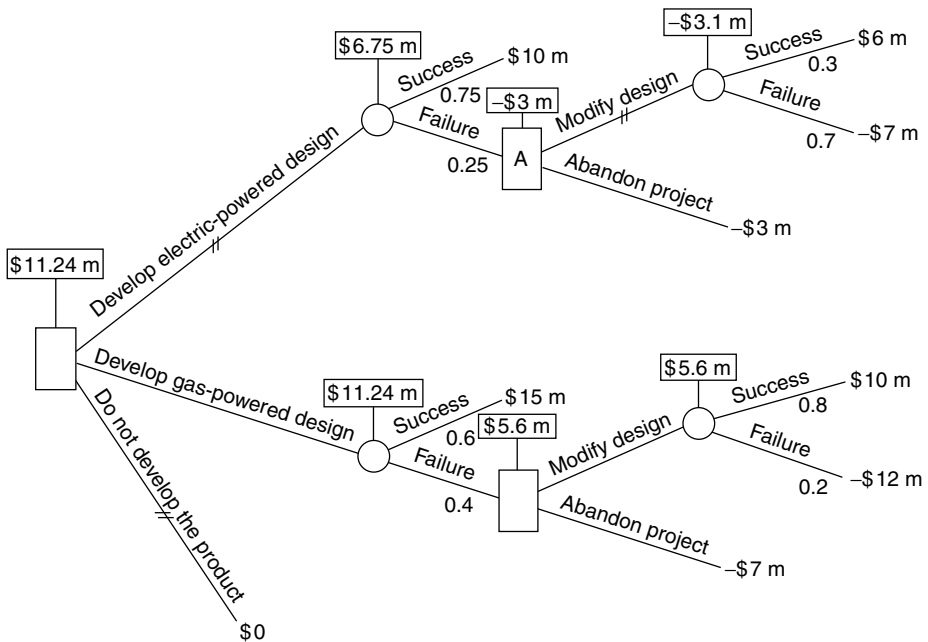 $6.75 m
–$3.1 m
Success
$10 m
0.75
Failure
0.25
–$3 m
A
Modify design
Success
$6 m
0.3
Failure
0.7
–$7 m
Abandon project
–$3 m
Develop electric-powered design
$11.24 m
Develop gas-powered design
Do not develop the product
$0
$11.24 m
Success
$15 m
0.6
Failure
0.4
$5.6 m
Modify design
$5.6 m
Success
$10 m
0.8
Failure
0.2
–$12 m
Abandon project
–$7 m